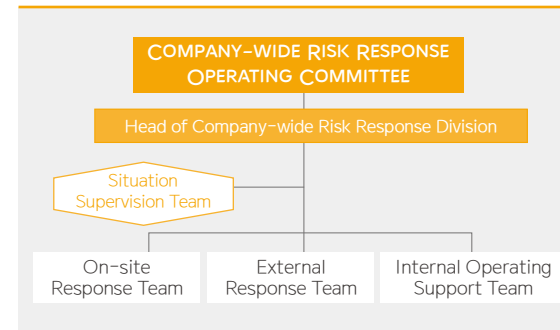 COMPANY-WIDE RISK RESPONSE
OPERATING COMMITTEE
Head of Company-wide Risk Response Division
Situation
Supervision Team
On-site
Response Team
External
Response Team
Internal Operating
Support Team